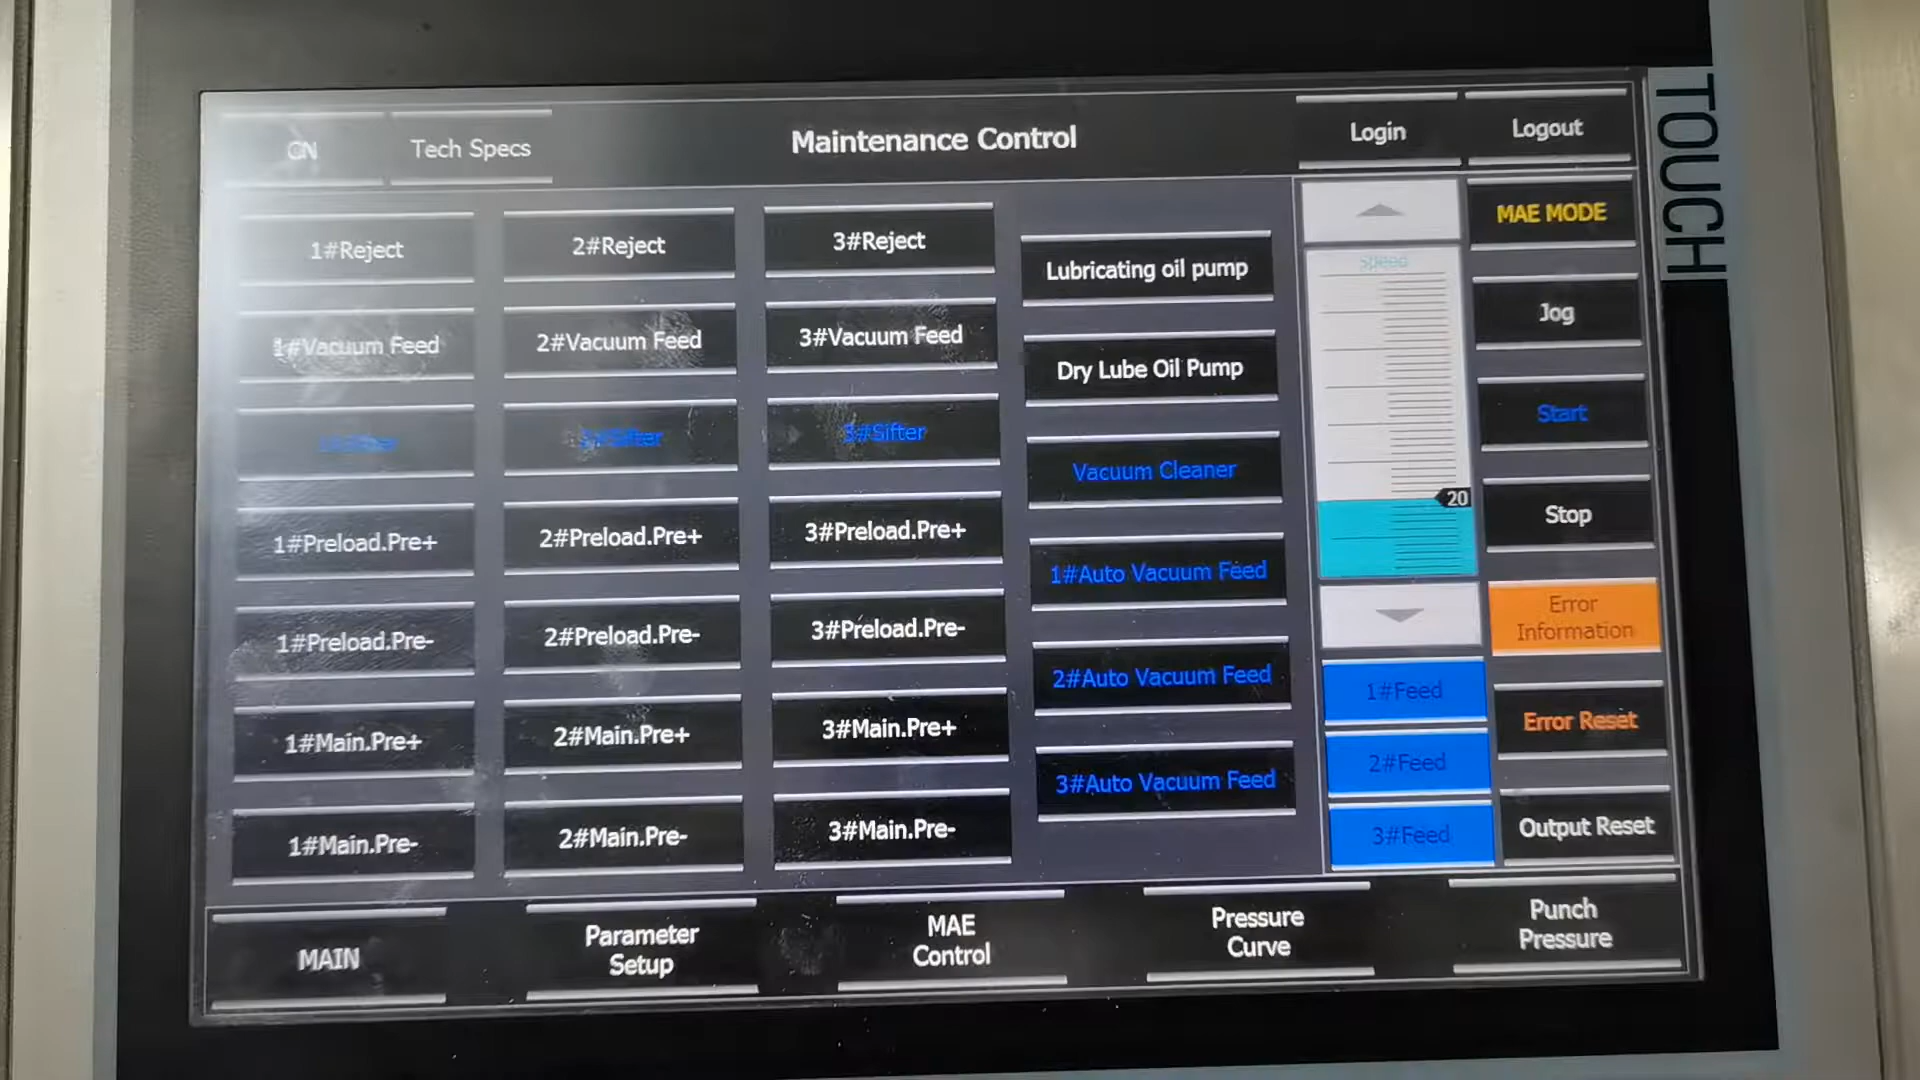 CN
Tech Specs
Maintenance Control
Login
Logout
TOUCH
1#Reject
2#Reject
3#Reject
Lubricating oil pump
Speed
MAE MODE
1#Vacuum Feed
2#Vacuum Feed
3#Vacuum Feed
Dry Lube Oil Pump
Jog
1#Sifter
2#Sifter
3#Sifter
Vacuum Cleaner
Start
1#Preload.Pre+
2#Preload.Pre+
3#Preload.Pre+
1#Auto Vacuum Feed
20
Stop
1#Preload.Pre-
2#Preload.Pre-
3#Preload.Pre-
2#Auto Vacuum Feed
Error
Information
1#Feed
1#Main.Pre+
2#Main.Pre+
3#Main.Pre+
3#Auto Vacuum Feed
2#Feed
Error Reset
1#Main.Pre-
2#Main.Pre-
3#Main.Pre-
3#Feed
Output Reset
MAIN
Parameter
Setup
MAE
Control
Pressure
Curve
Punch
Pressure